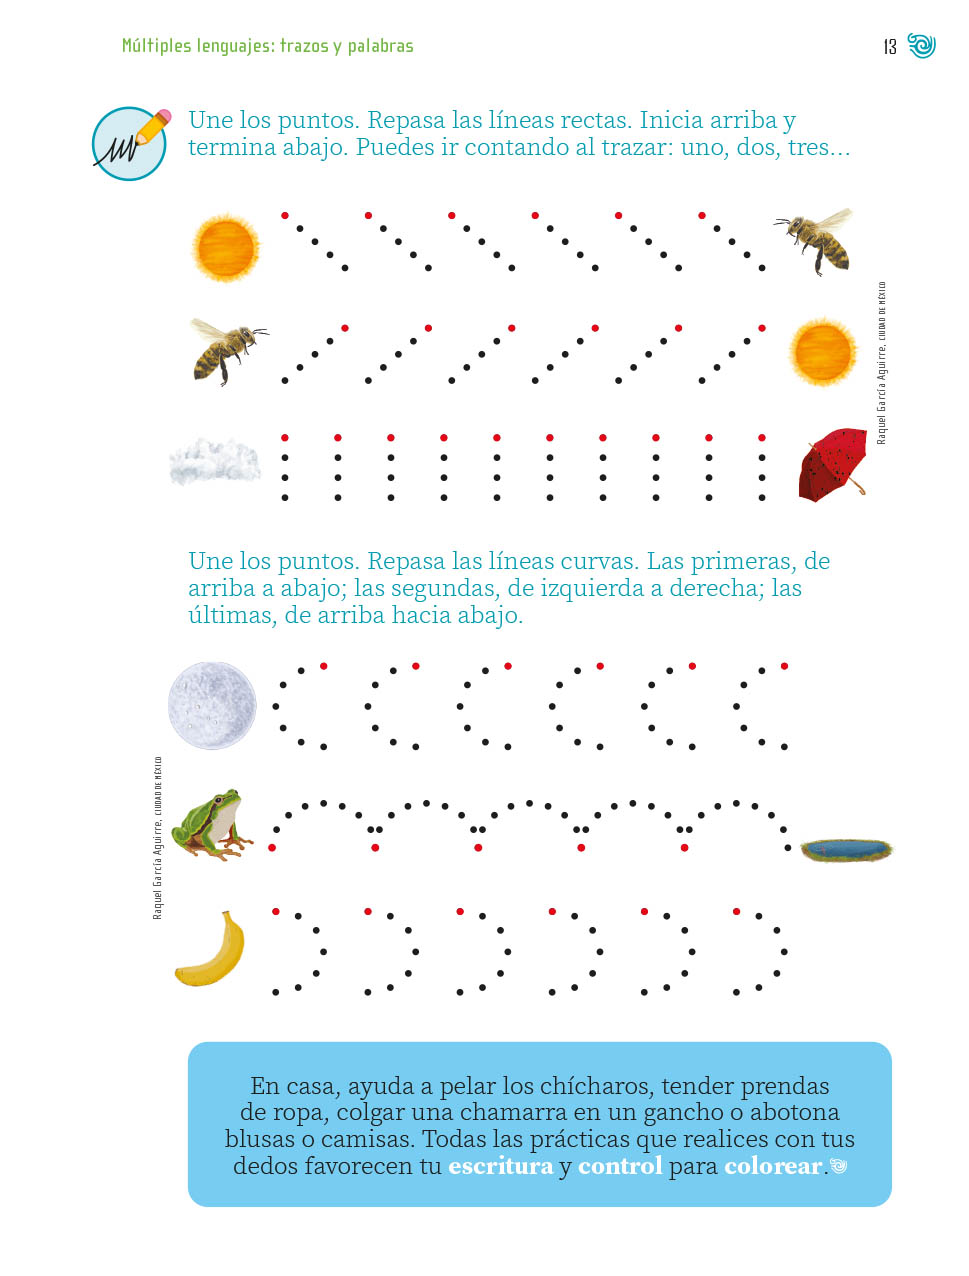 Múltiples lenguajes: trazos y palabras
13
Une los puntos. Repasa las líneas rectas. Inicia arriba y
termina abajo. Puedes ir contando al trazar: uno, dos, tres...
Raquel García Aguirre, CIUDAD DE MÉXICO
Une los puntos. Repasa las líneas curvas. Las primeras, de
arriba a abajo; las segundas, de izquierda a derecha; las
últimas, de arriba hacia abajo.
Raquel García Aguirre, CIUDAD DE MÉXICO
En casa, ayuda a pelar los chícharos, tender prendas
de ropa, colgar una chamarra en un gancho o abotona
blusas o camisas. Todas las prácticas que realices con tus
dedos favorecen tu escritura y control para colorear.